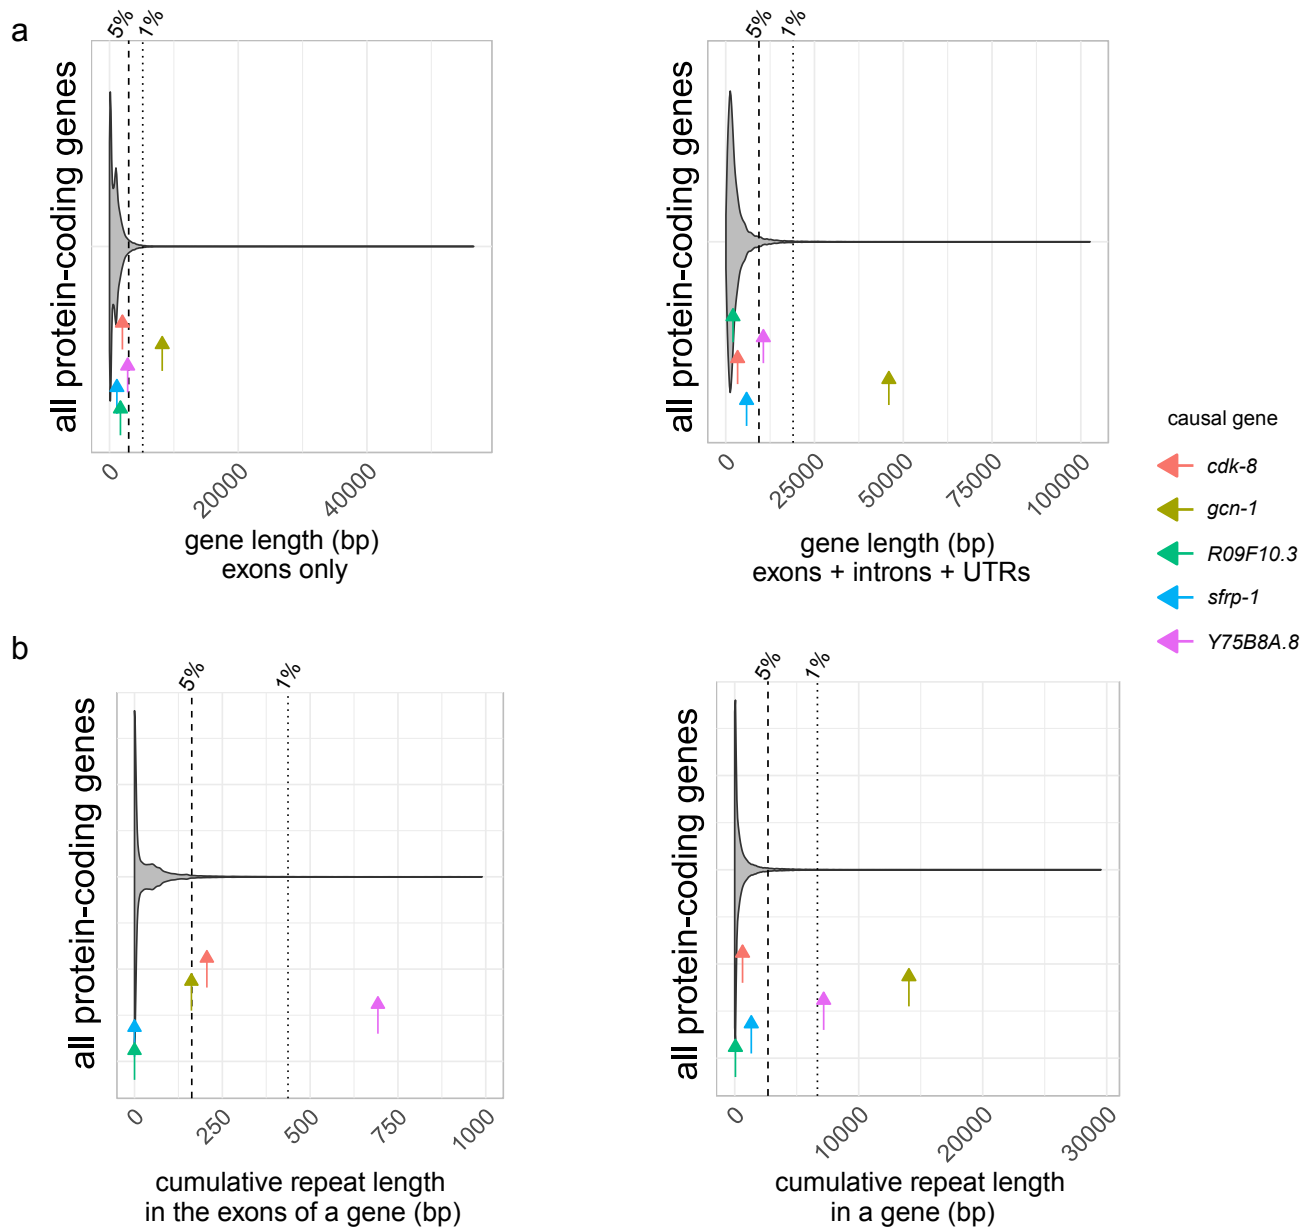 a
5%
1%
all protein-coding genes
0
20000
40000
gene length (bp)
exons only
5%
1%
all protein-coding genes
0
25000
50000
75000
100000
gene length (bp)
exons + introns + UTRs
causal gene
cdk-8
gcn-1
R09F10.3
sfrp-1
Y75B8A.8
b
5%
1%
all protein-coding genes
0
250
500
750
1000
cumulative repeat length
in the exons of a gene (bp)
5%
1%
all protein-coding genes
0
10000
20000
30000
cumulative repeat length
in a gene (bp)